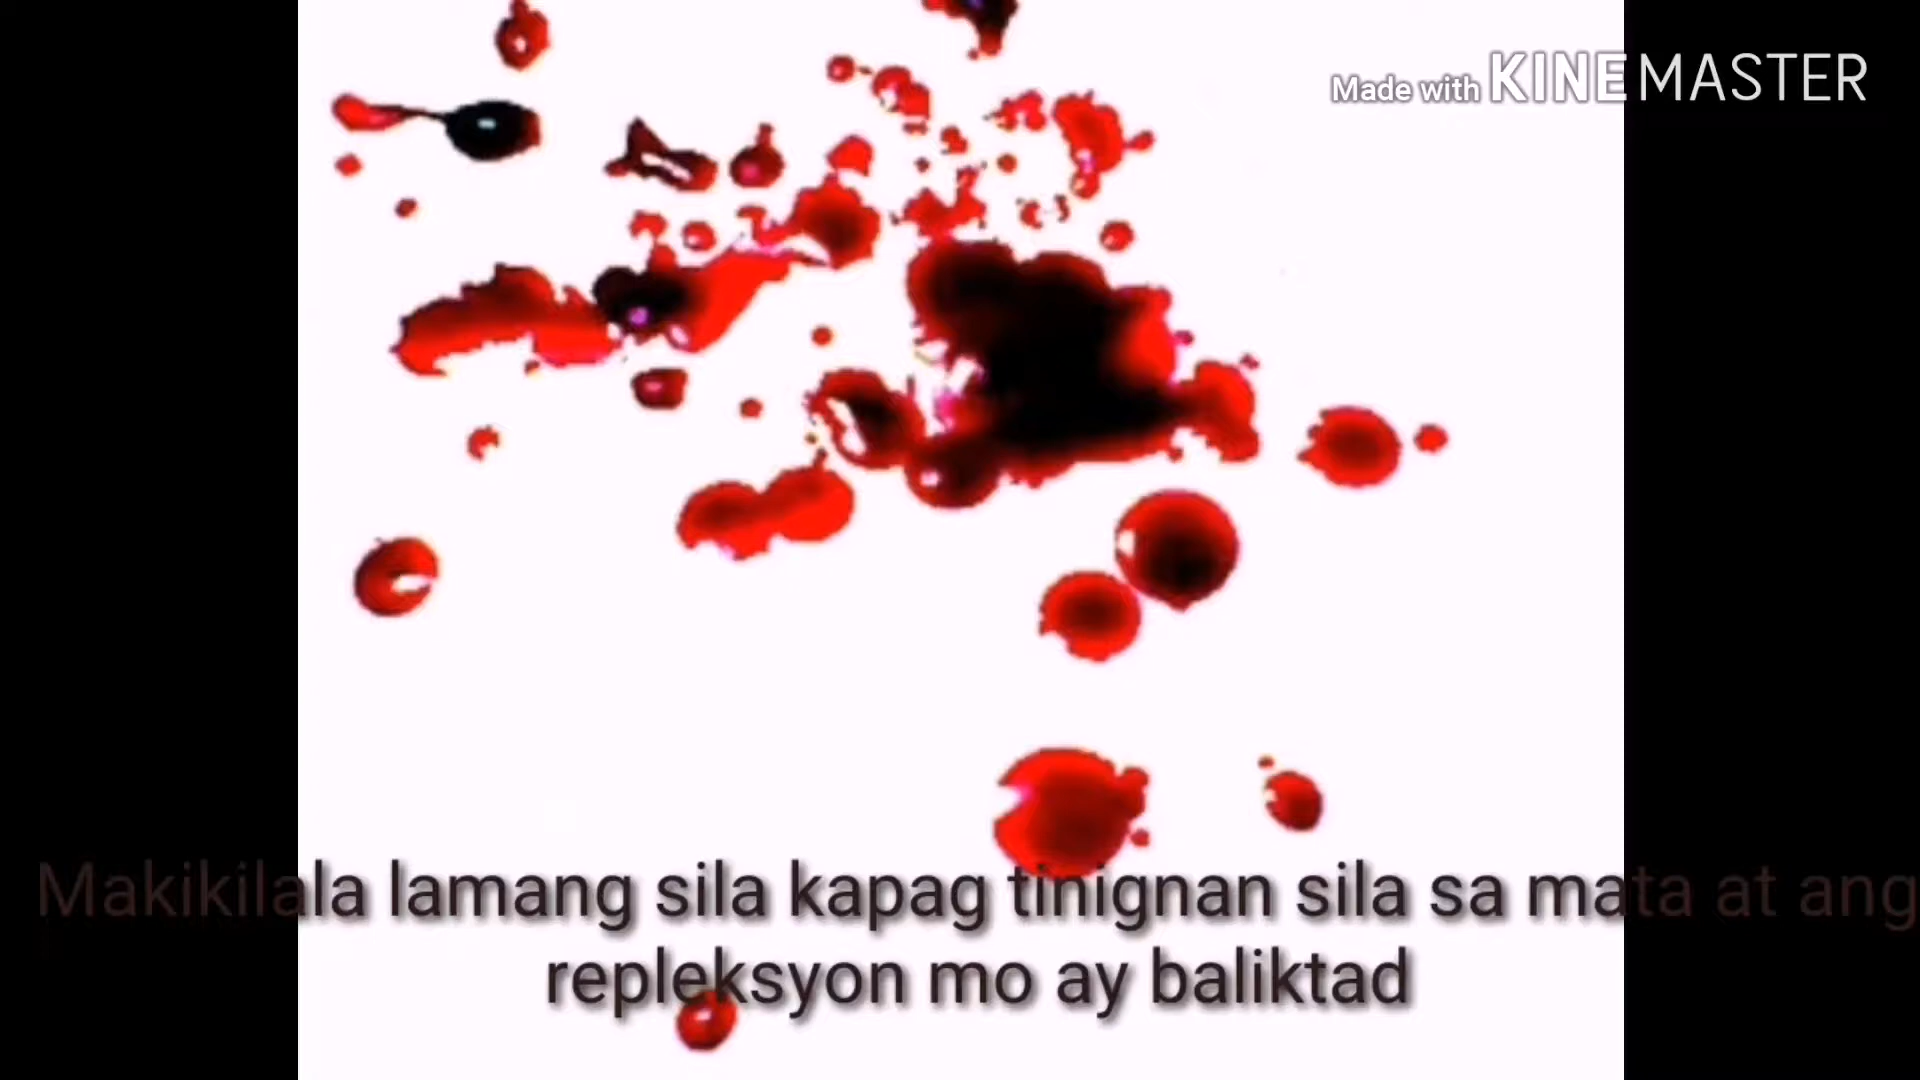 Made with KINEMASTER
Makikilala lamang sila kapag tinignan sila sa mata at ang
repleksyon mo ay baliktad